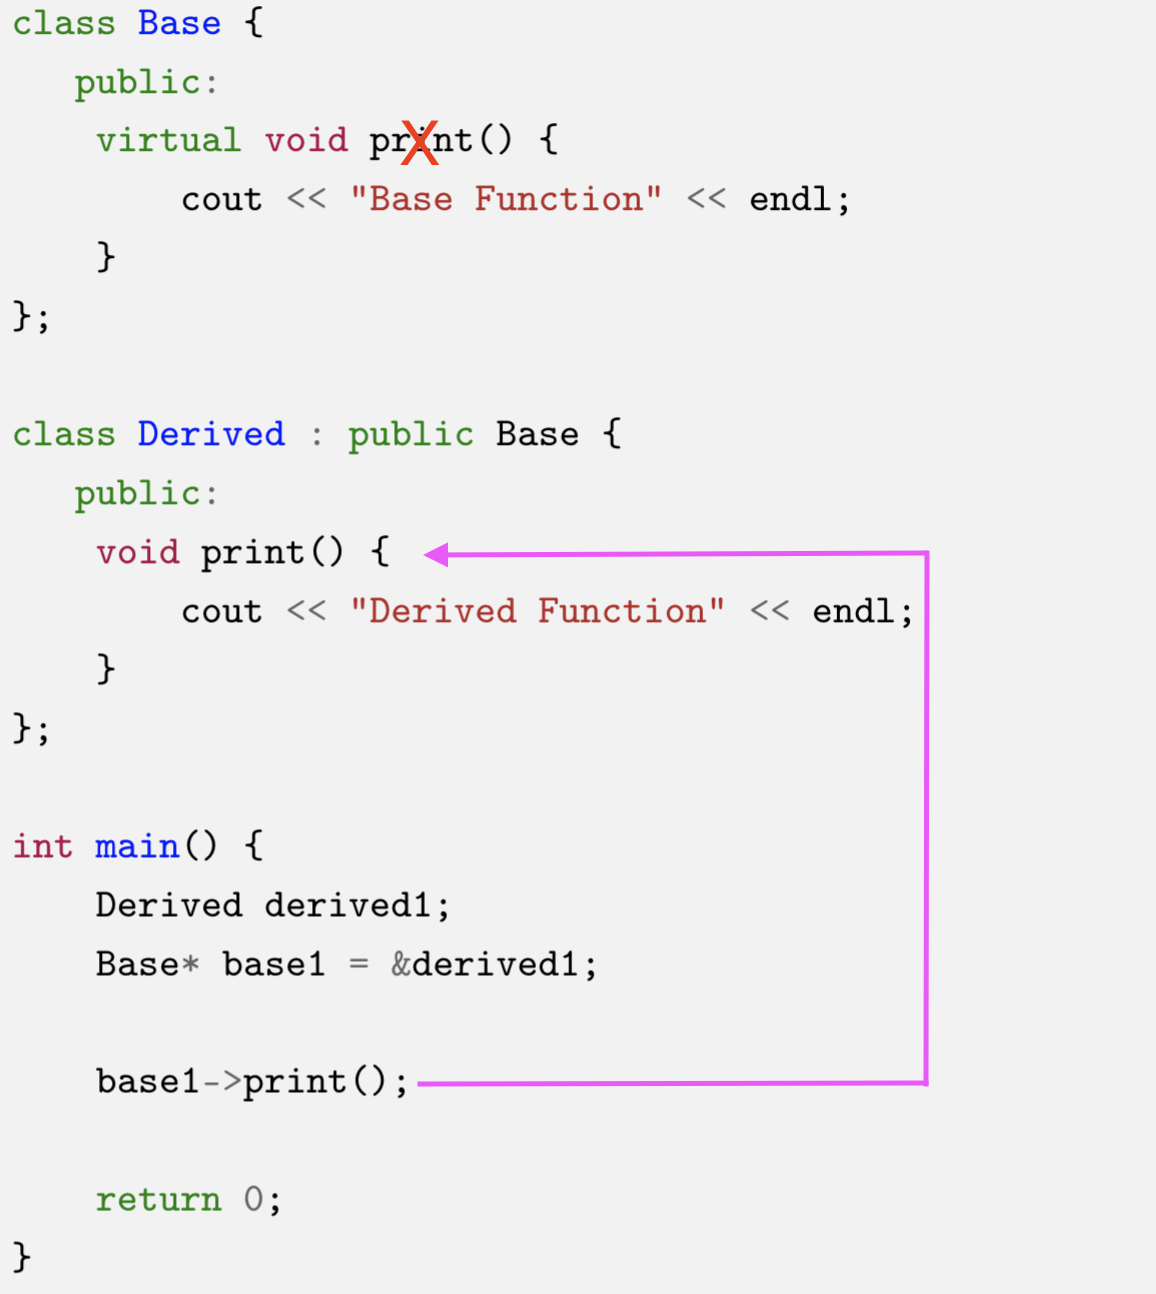 class Base {
public:
virtual void print() {
cout << "Base Function" << endl;
}
};
class Derived : public Base {
public:
void print() {
cout << "Derived Function" << endl;
}
};
int main() {
Derived derived1;
Base* base1 = &derived1;
base1->print();
return 0;
}